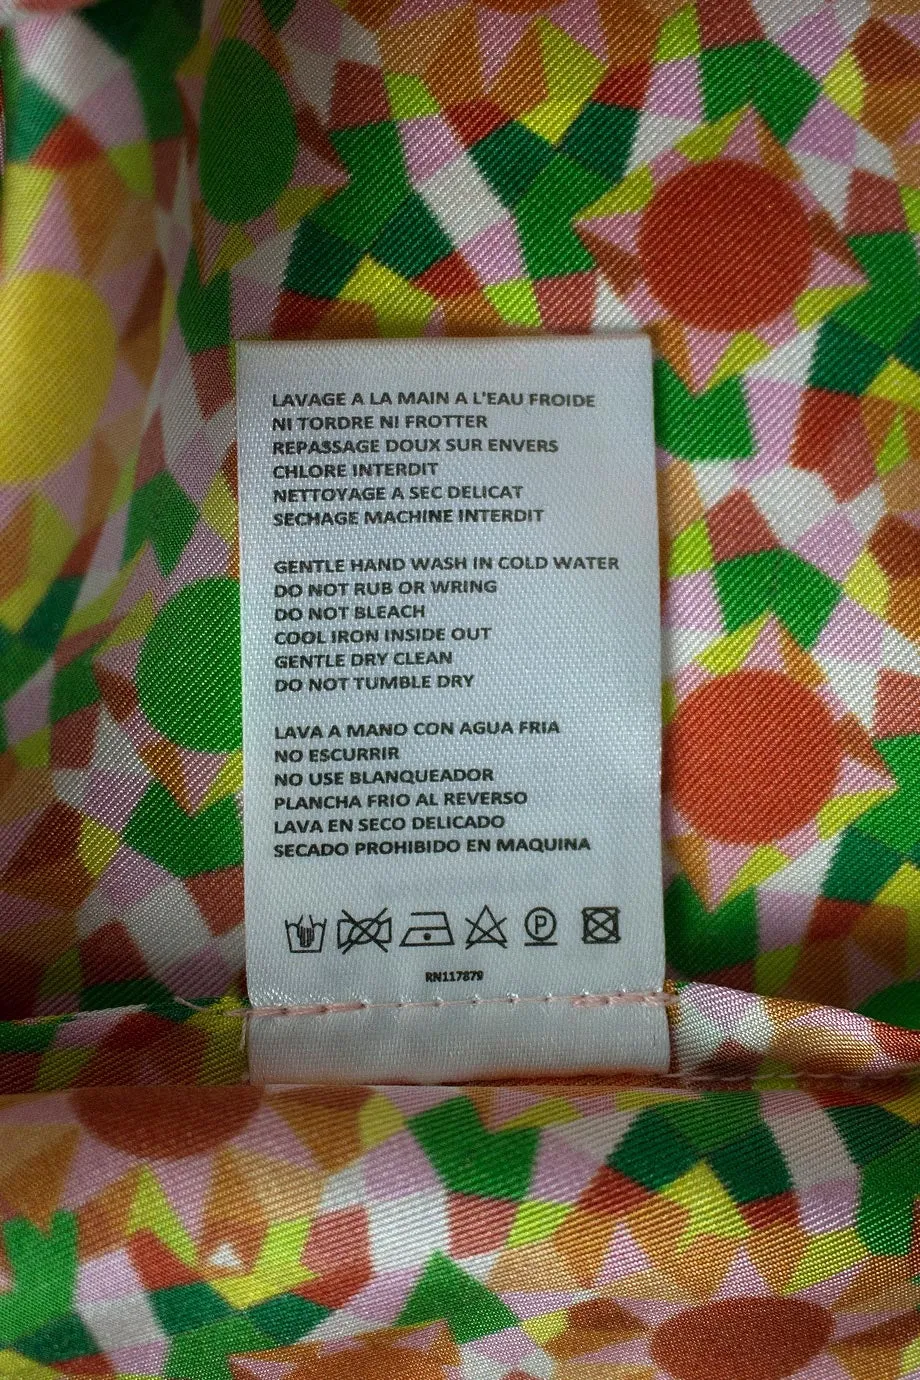 LAVAGE A LA MAIN A L'EAU FROIDE
NI TORDRE NI FROTTER
REPASSAGE DOUX SUR ENVERS
CHLORE INTERDIT
NETTOYAGE A SEC DELICAT
SECHAGE MACHINE INTERDIT
GENTLE HAND WASH IN COLD WATER
DO NOT RUB OR WRING
DO NOT BLEACH
COOL IRON INSIDE OUT
GENTLE DRY CLEAN
DO NOT TUMBLE DRY
LAVA A MANO CON AGUA FRIA
NO ESCURRIR
NO USE BLANQUEADOR
PLANCHA FRIO AL REVERSO
LAVA EN SECO DELICADO
SECADO PROHIBIDO EN MAQUINA
P
RN117879